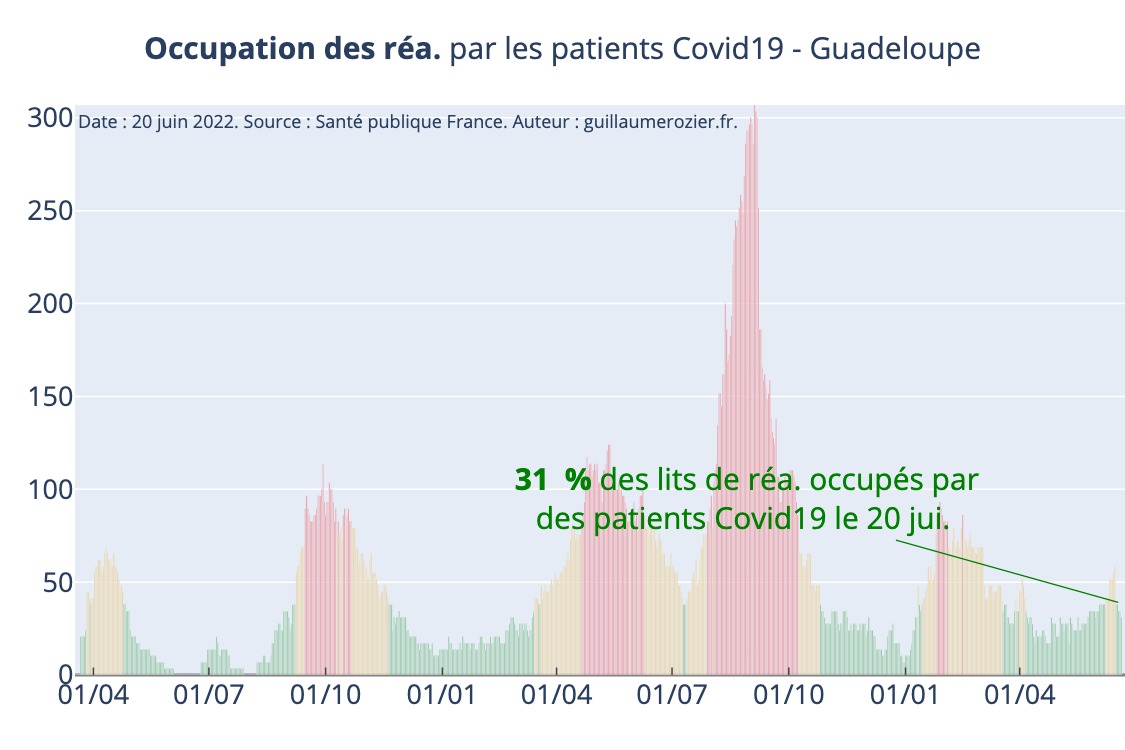 Occupation des réa. par les patients Covid19 - Guadeloupe
300
Date : 20 juin 2022. Source : Santé publique France. Auteur : guillaumerozier.fr.
250
200
150
100
50
0
31 % des lits de réa. occupés par
des patients Covid19 le 20 jui.
01/04 01/07 01/10 01/01 01/04 01/07 01/10 01/01 01/04